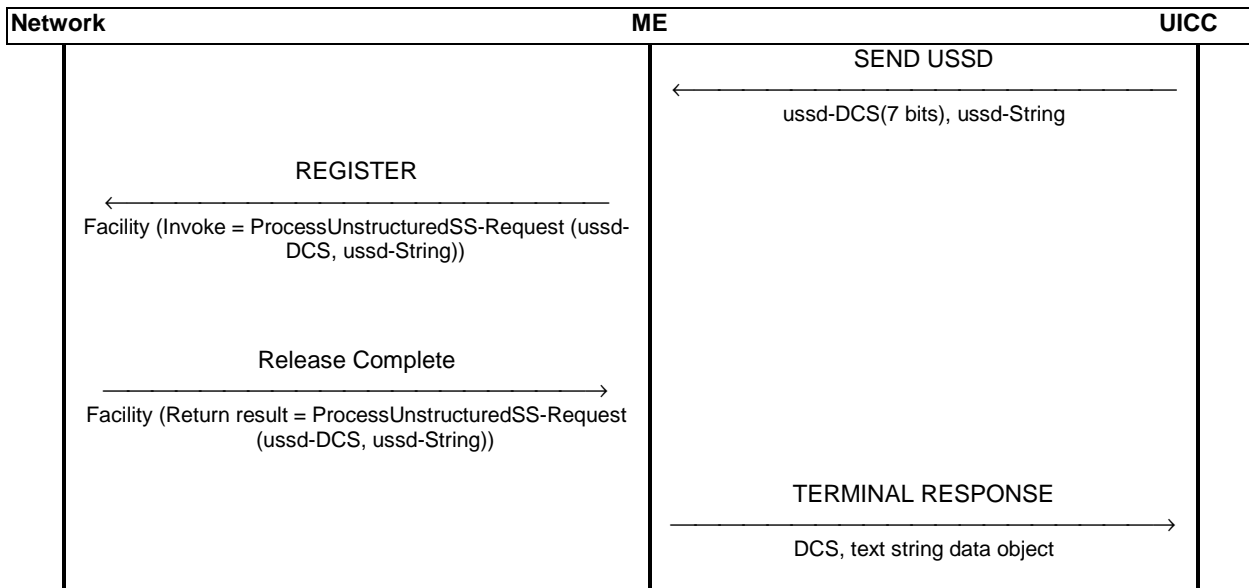 Network ME UICC
SEND USSD
ussd-DCS(7 bits), ussd-String
REGISTER
Facility (Invoke = ProcessUnstructuredSS-Request (ussd-
DCS, ussd-String))
Release Complete
Facility (Return result = ProcessUnstructuredSS-Request
(ussd-DCS, ussd-String))
TERMINAL RESPONSE
DCS, text string data object